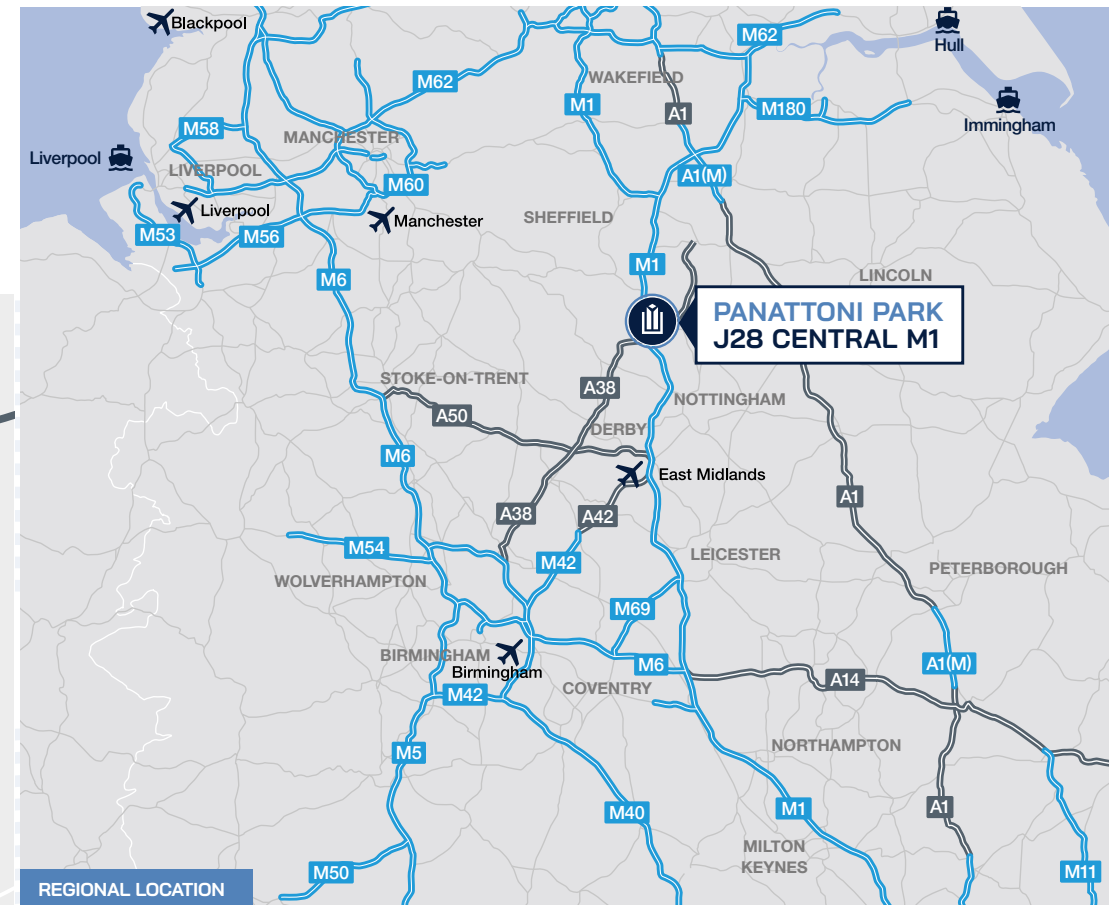 Blackpool
M62
Hull
WAKEFIELD
M62
M1
A1
M180
Immingham
M58
MANCHESTER
Liverpool
LIVERPOOL
M60
A1(M)
Liverpool
Manchester
SHEFFIELD
M53
M56
M6
M1
LINCOLN
PANATTONI PARK
J28 CENTRAL M1
STOKE-ON-TRENT
A38
NOTTINGHAM
A50
DERBY
M6
East Midlands
A1
A38
A42
M54
M42
LEICESTER
WOLVERHAMPTON
PETERBOROUGH
M69
BIRMINGHAM
Birmingham
M6
A1(M)
M42
COVENTRY
A14
M5
NORTHAMPTON
M40
M1
A1
MILTON
KEYNES
M50
M11
REGIONAL LOCATION